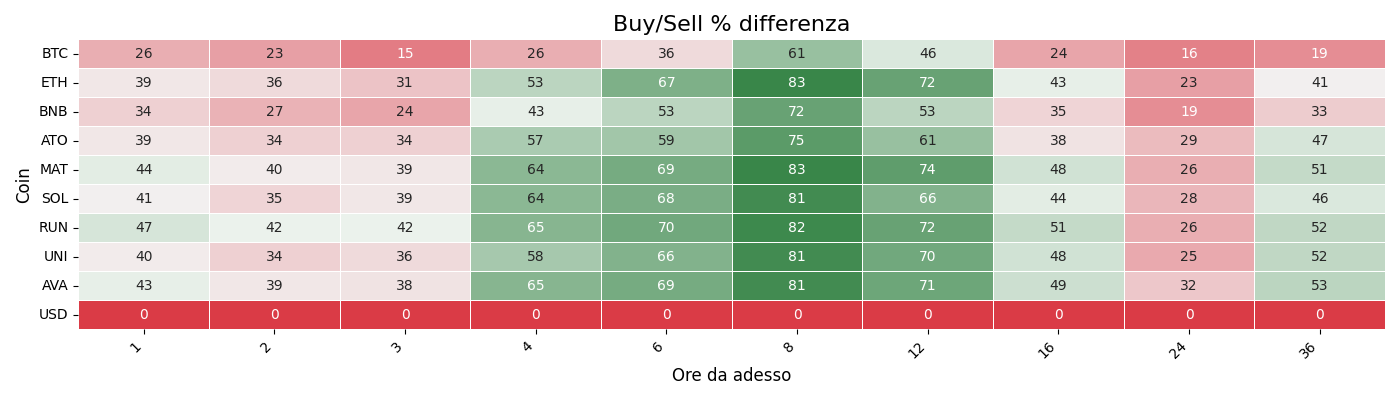 Buy/Sell % differenza
Coin
BTC 26 23 15 26 36 61 46 24 16 19
ETH 39 36 31 53 67 83 72 43 23 41
BNB 34 27 24 43 53 72 53 35 19 33
ATO 39 34 34 57 59 75 61 38 29 47
MAT 44 40 39 64 69 83 74 48 26 51
SOL 41 35 39 64 68 81 66 44 28 46
RUN 47 42 42 65 70 82 72 51 26 52
UNI 40 34 36 58 66 81 70 48 25 52
AVA 43 39 38 65 69 81 71 49 32 53
USD 0 0 0 0 0 0 0 0 0 0
1 2 3 4 6 8 12 16 24 36
Ore da adesso